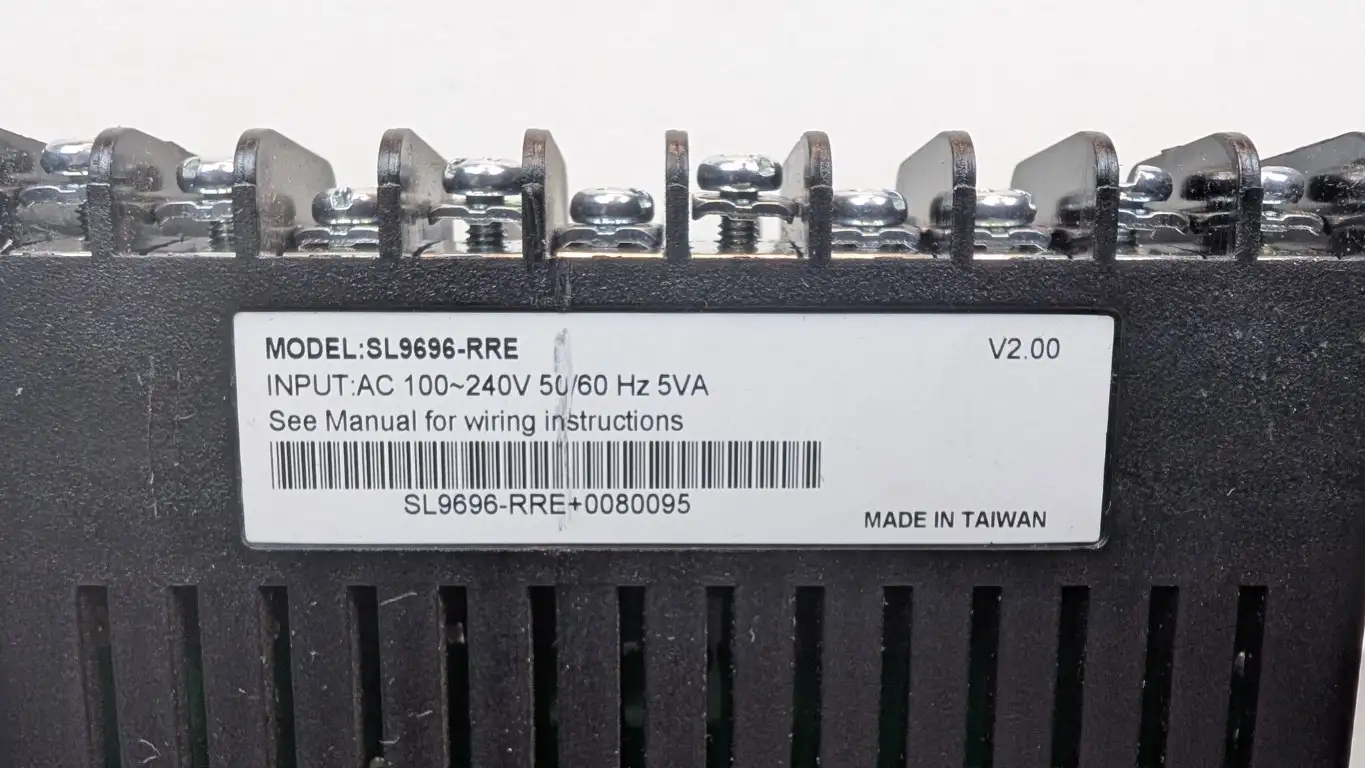 MODEL:SL9696-RRE
V2.00
INPUT:AC 100~240V 50/60 Hz 5VA
See Manual for wiring instructions
SL9696-RRE+0080095
MADE IN TAIWAN